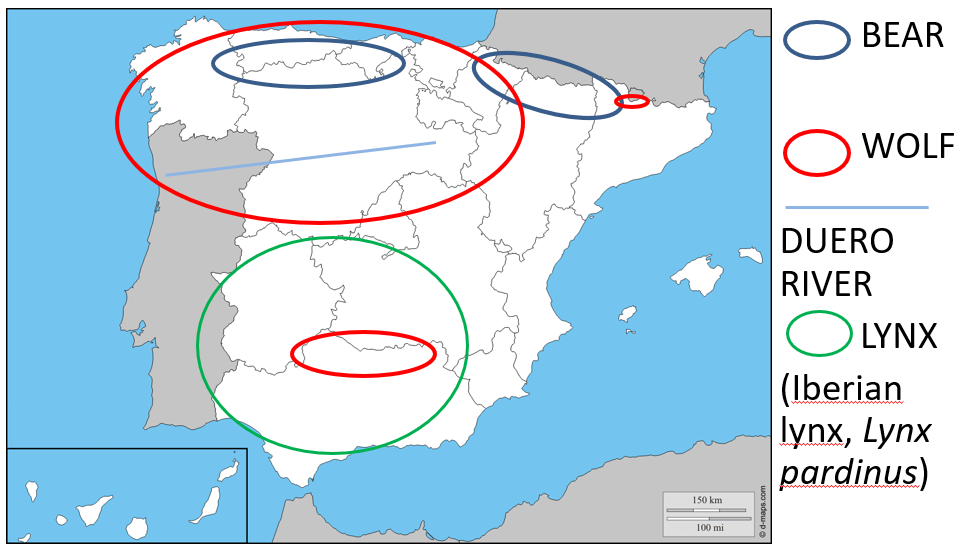 BEAR
WOLF
DUERO
RIVER
LYNX
(Iberian
lynx, Lynx
pardinus)
150 km
100 mi
© d-maps.com